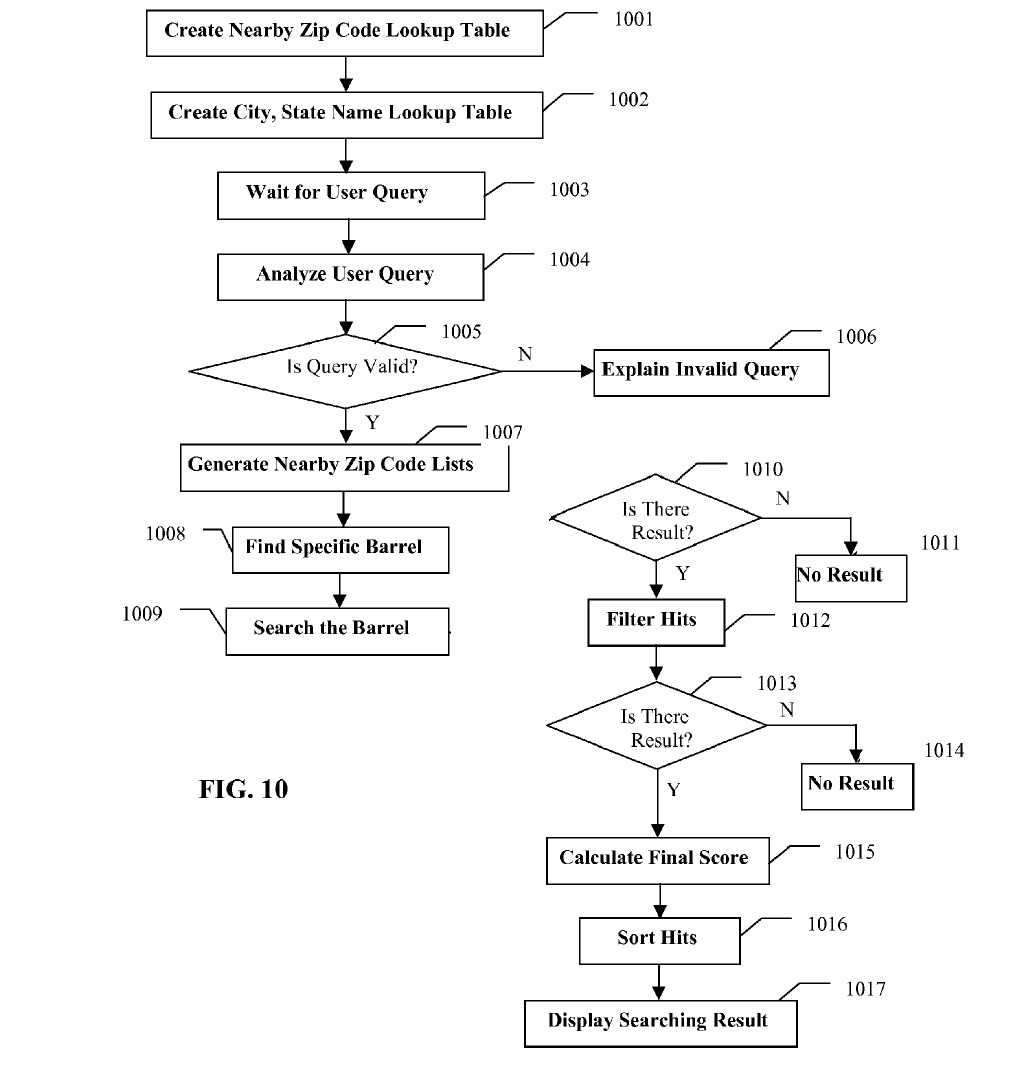 Create Nearby Zip Code Lookup Table
1001
Create City, State Name Lookup Table
1002
Wait for User Query
1003
Analyze User Query
1004
Is Query Valid?
1005
N
Explain Invalid Query
1006
Y
Generate Nearby Zip Code Lists
1007
1008
Find Specific Barrel
1009
Search the Barrel
Is There
Result?
1010
N
No Result
1011
Y
Filter Hits
1012
Is There
Result?
1013
N
No Result
1014
Y
Calculate Final Score
1015
Sort Hits
1016
Display Searching Result
1017
FIG. 10